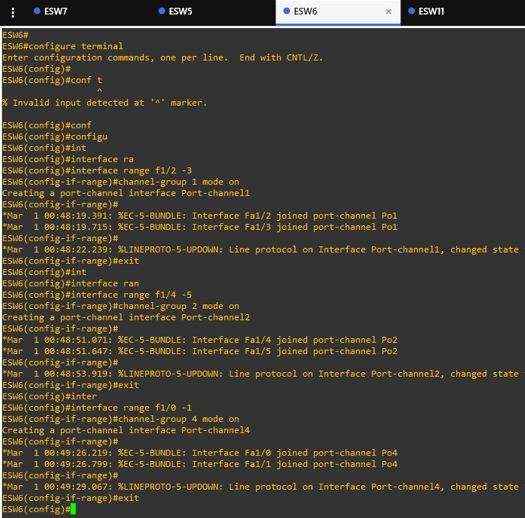 ESW7 ESW5 ESW6 × ESW11
ESW6#
ESW6#configure terminal
Enter configuration commands, one per line.  End with CNTL/Z.
ESW6(config)#
ESW6(config)#conf t
^
% Invalid input detected at '^' marker.
ESW6(config)#conf
ESW6(config)#configu
ESW6(config)#int
ESW6(config)#interface ra
ESW6(config)#interface range f1/2 -3
ESW6(config-if-range)#channel-group 1 mode on
Creating a port-channel interface Port-channel1
ESW6(config-if-range)#
*Mar  1 00:48:19.391: %EC-5-BUNDLE: Interface Fa1/2 joined port-channel Po1
*Mar  1 00:48:19.715: %EC-5-BUNDLE: Interface Fa1/3 joined port-channel Po1
ESW6(config-if-range)#
*Mar  1 00:48:22.239: %LINEPROTO-5-UPDOWN: Line protocol on Interface Port-channel1, changed state
ESW6(config-if-range)#exit
ESW6(config)#int
ESW6(config)#interface ran
ESW6(config)#interface range f1/4 -5
ESW6(config-if-range)#channel-group 2 mode on
Creating a port-channel interface Port-channel2
ESW6(config-if-range)#
*Mar  1 00:48:51.071: %EC-5-BUNDLE: Interface Fa1/4 joined port-channel Po2
*Mar  1 00:48:51.647: %EC-5-BUNDLE: Interface Fa1/5 joined port-channel Po2
ESW6(config-if-range)#
*Mar  1 00:48:53.919: %LINEPROTO-5-UPDOWN: Line protocol on Interface Port-channel2, changed state
ESW6(config-if-range)#exit
ESW6(config)#inter
ESW6(config)#interface range f1/0 -1
ESW6(config-if-range)#channel-group 4 mode on
Creating a port-channel interface Port-channel4
ESW6(config-if-range)#
*Mar  1 00:49:26.219: %EC-5-BUNDLE: Interface Fa1/0 joined port-channel Po4
*Mar  1 00:49:26.799: %EC-5-BUNDLE: Interface Fa1/1 joined port-channel Po4
ESW6(config-if-range)#
*Mar  1 00:49:29.067: %LINEPROTO-5-UPDOWN: Line protocol on Interface Port-channel4, changed state
ESW6(config-if-range)#exit
ESW6(config)#